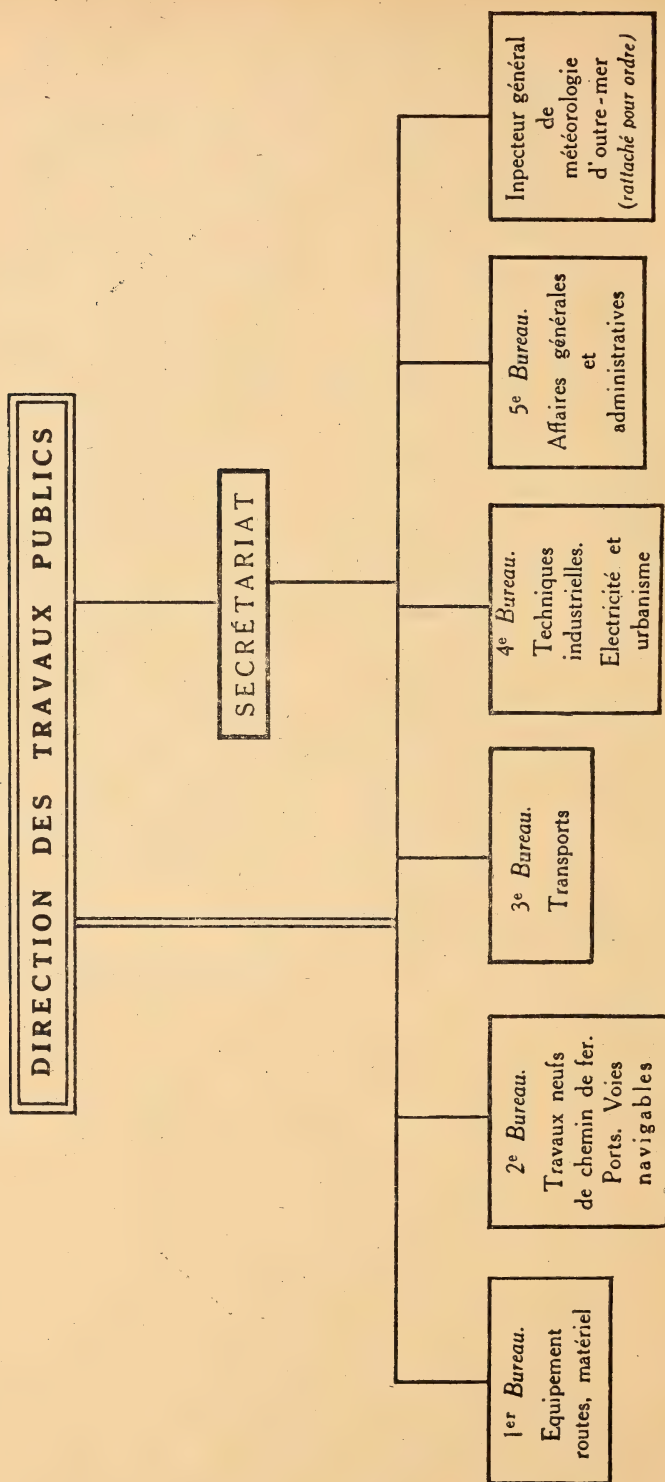 DIRECTION DES TRAVAUX PUBLICS
SECRÉTARIAT
1er Bureau.
Equipement
routes, matériel
2e Bureau.
Travaux neufs
de chemin de fer.
Ports. Voies
navigables
3e Bureau.
Transports
4e Bureau.
Techniques
industrielles.
Electricité et
urbanisme
5e Bureau.
Affaires générales
et
administratives
Inpecteur général
de
météorologie
d'outre-mer
(rattaché pour ordre)